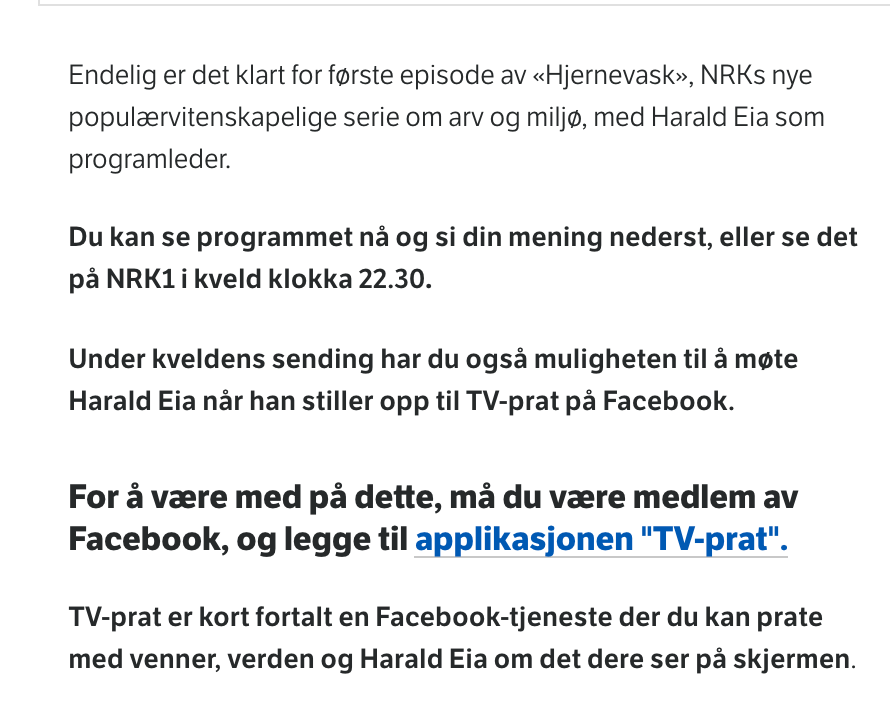 Endelig er det klart for første episode av «Hjernevask», NRKs nye
populærvitenskapelige serie om arv og miljø, med Harald Eia som
programleder.
Du kan se programmet nå og si din mening nederst, eller se det
på NRK1 i kveld klokka 22.30.
Under kveldens sending har du også muligheten til å møte
Harald Eia når han stiller opp til TV-prat på Facebook.
For å være med på dette, må du være medlem av
Facebook, og legge til applikasjonen "TV-prat".
TV-prat er kort fortalt en Facebook-tjeneste der du kan prate
med venner, verden og Harald Eia om det dere ser på skjermen.